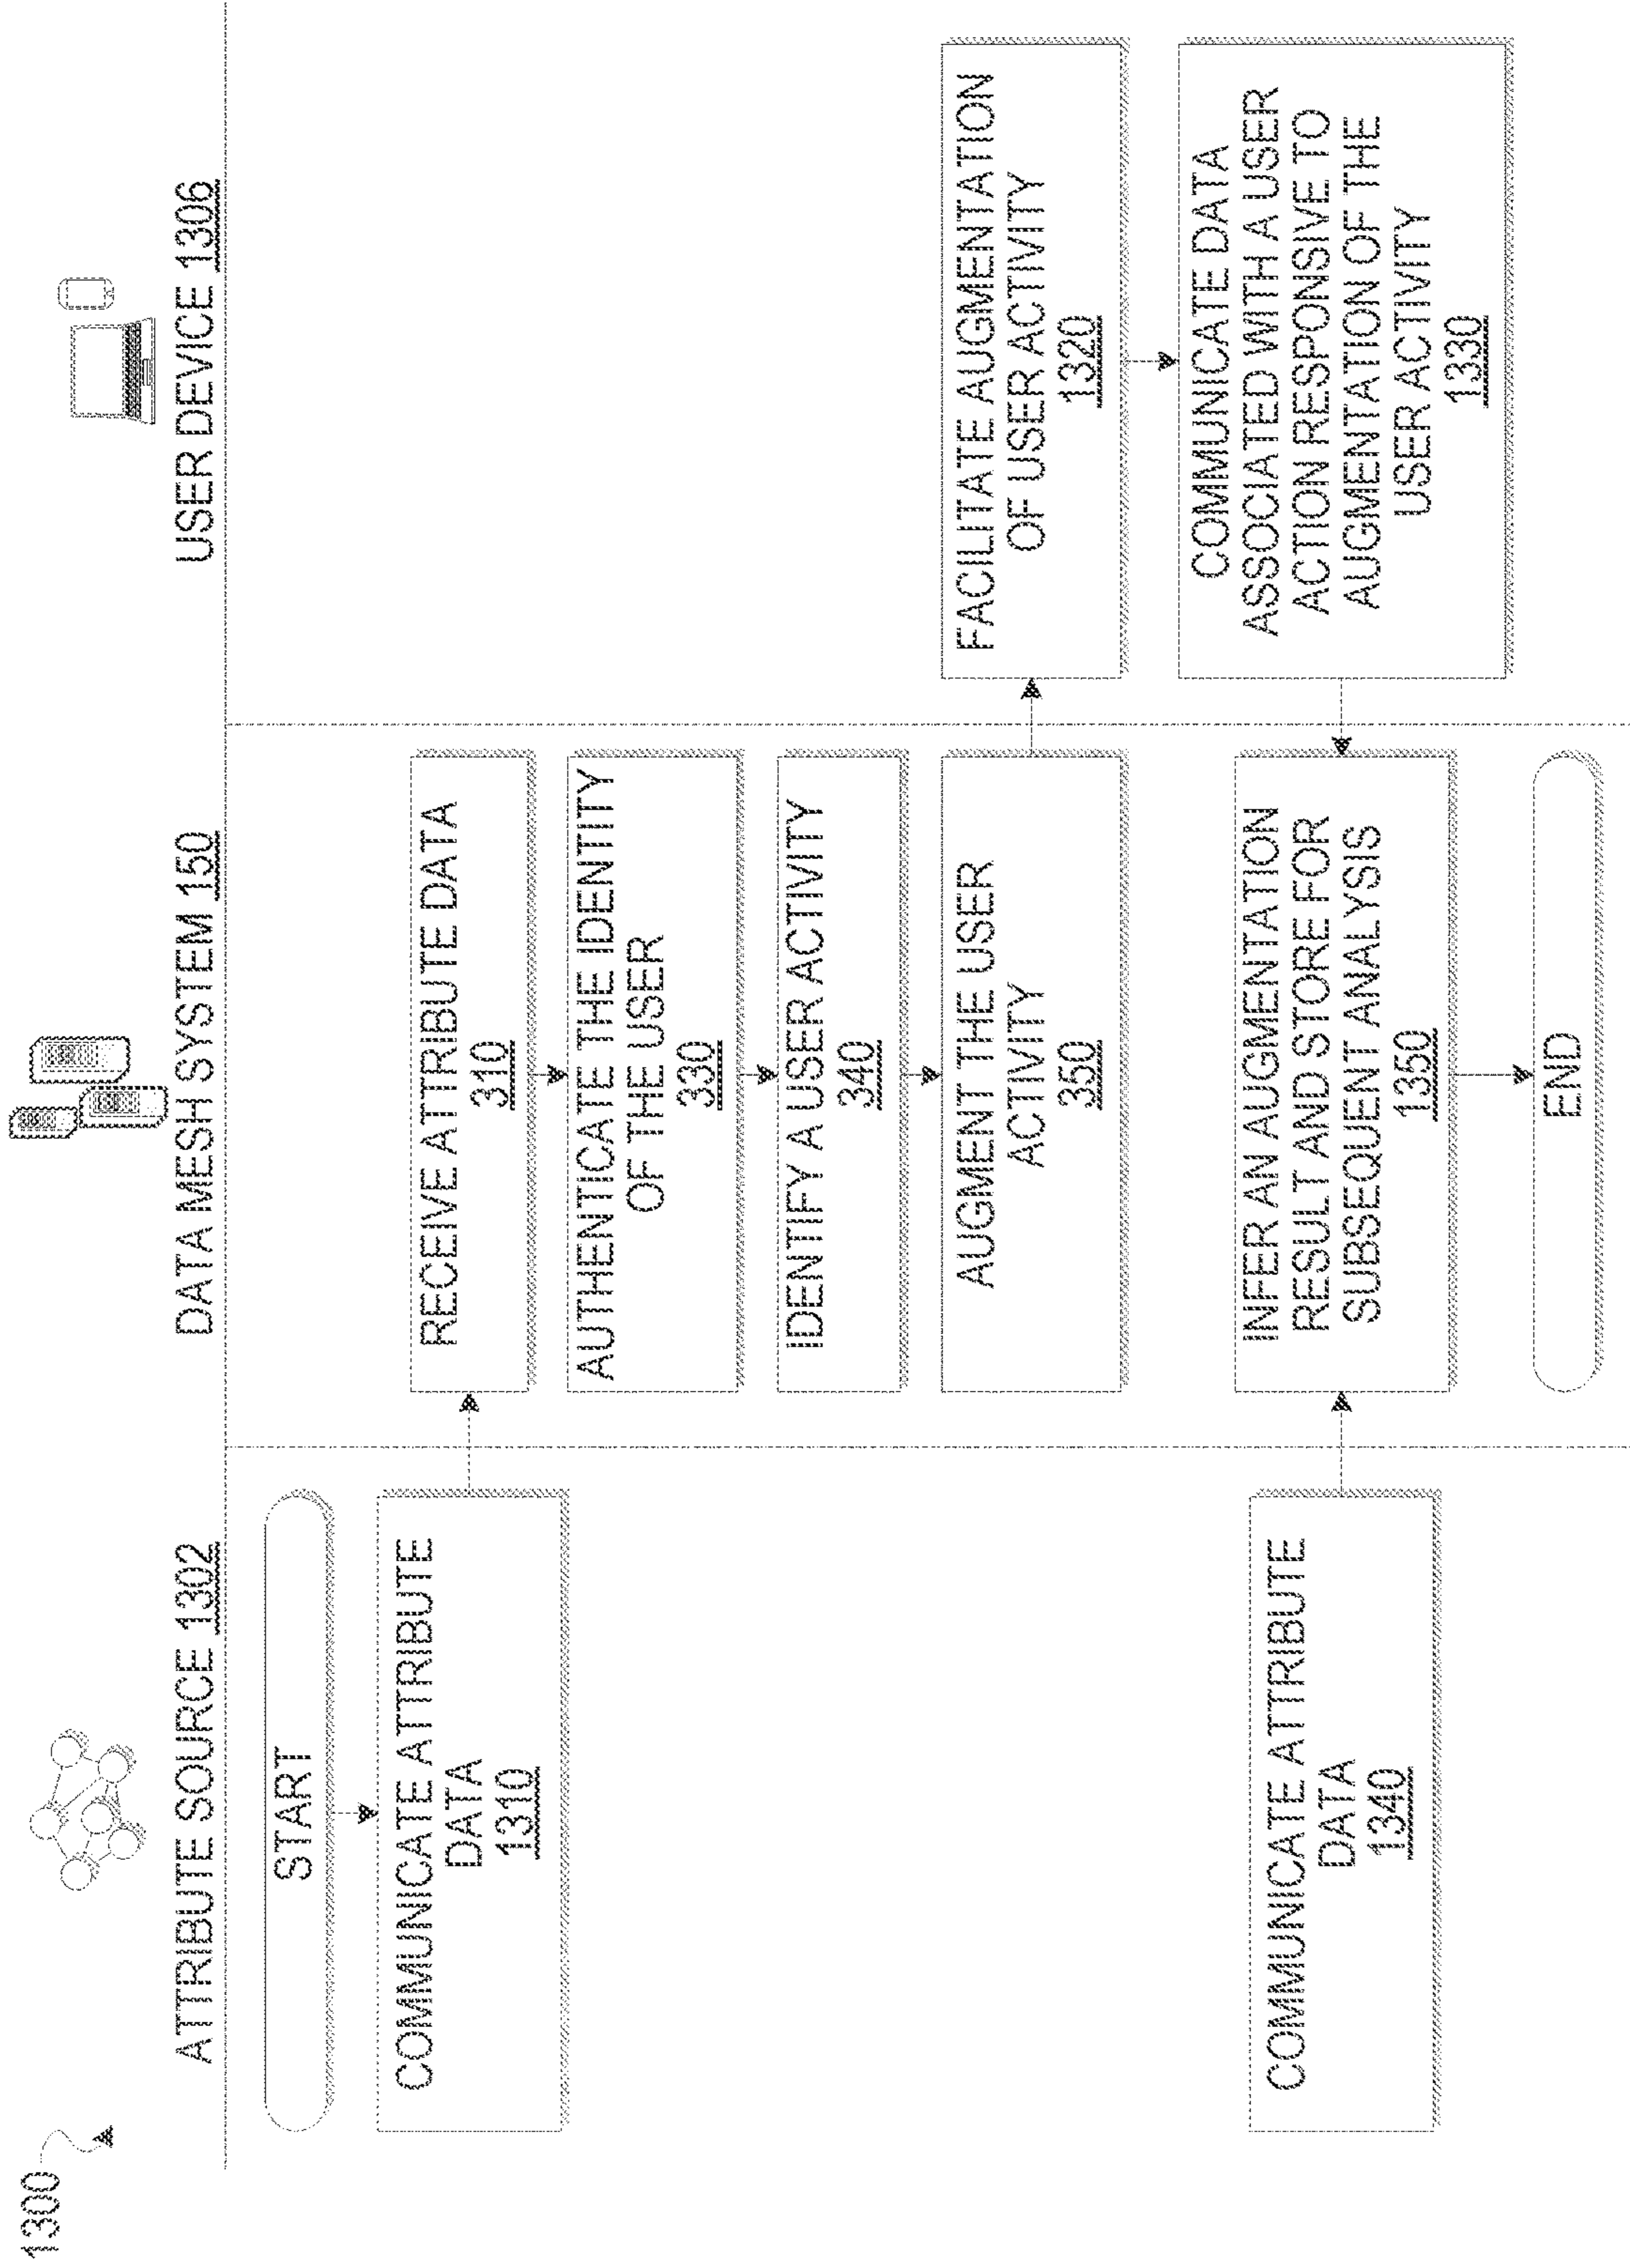 1300
ATTRIBUTE SOURCE 1302
DATA MESH SYSTEM 150
USER DEVICE 1306
START
COMMUNICATE ATTRIBUTE
DATA
1310
RECEIVE ATTRIBUTE DATA
310
AUTHENTICATE THE IDENTITY
OF THE USER
330
IDENTIFY A USER ACTIVITY
340
AUGMENT THE USER
ACTIVITY
350
FACILITATE AUGMENTATION
OF USER ACTIVITY
1320
COMMUNICATE DATA
ASSOCIATED WITH A USER
ACTION RESPONSIVE TO
AUGMENTATION OF THE
USER ACTIVITY
1330
COMMUNICATE ATTRIBUTE
DATA
1340
INFER AN AUGMENTATION
RESULT AND STORE FOR
SUBSEQUENT ANALYSIS
1350
END